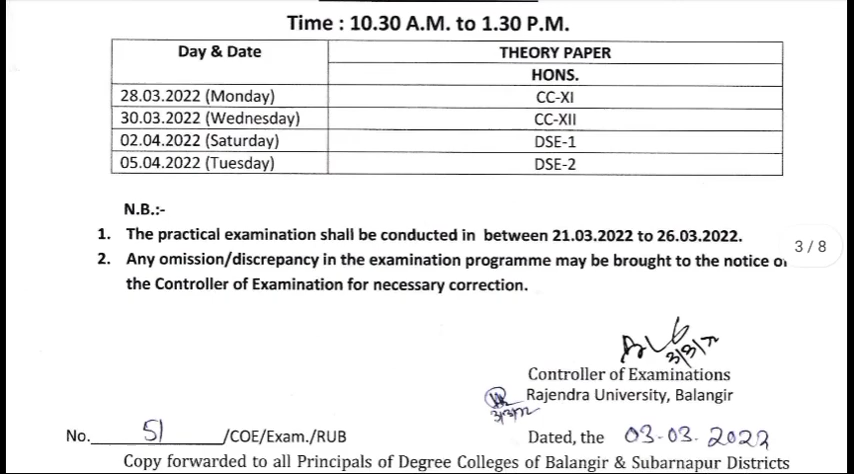 Time : 10.30 A.M. to 1.30 P.M.
Day & Date THEORY PAPER
HONS.
28.03.2022 (Monday) CC-XI
30.03.2022 (Wednesday) CC-XII
02.04.2022 (Saturday) DSE-1
05.04.2022 (Tuesday) DSE-2
N.B.:-
1. The practical examination shall be conducted in between 21.03.2022 to 26.03.2022.
3 / 8
2. Any omission/discrepancy in the examination programme may be brought to the notice of
the Controller of Examination for necessary correction.
Controller of Examinations
Rajendra University, Balangir
No. 51 /COE/Exam./RUB Dated, the 03.03.2022
Copy forwarded to all Principals of Degree Colleges of Balangir & Subarnapur Districts